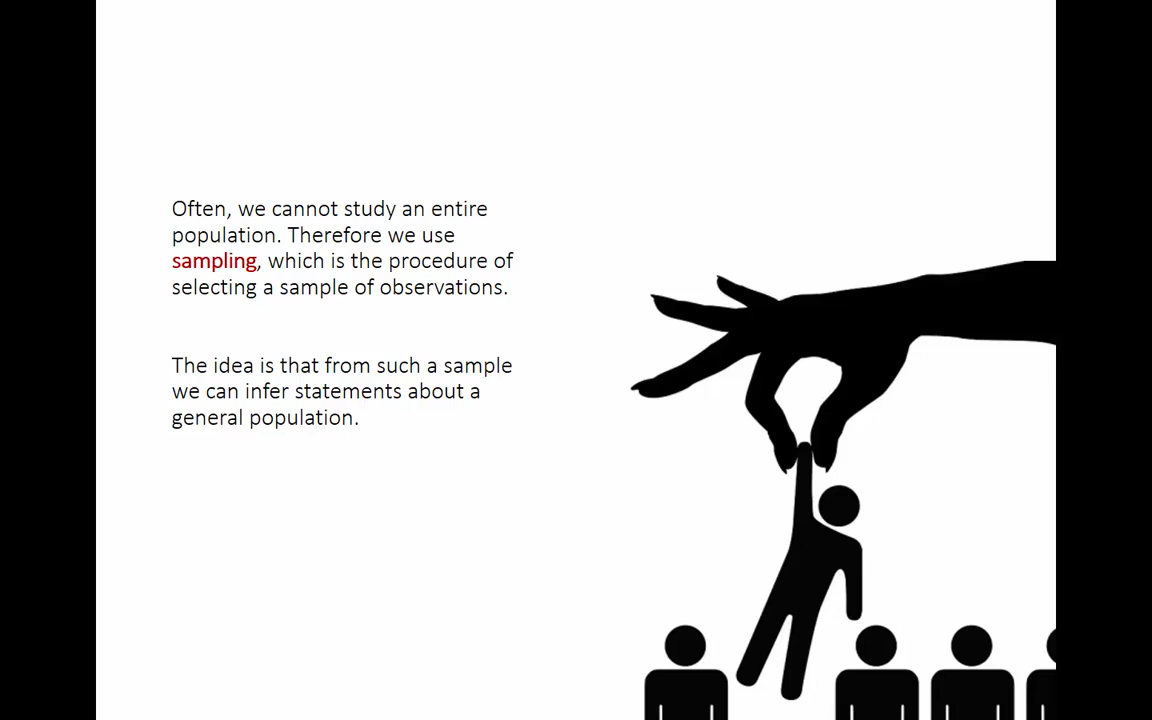 Often, we cannot study an entire
population. Therefore we use
sampling, which is the procedure of
selecting a sample of observations.
The idea is that from such a sample
we can infer statements about a
general population.